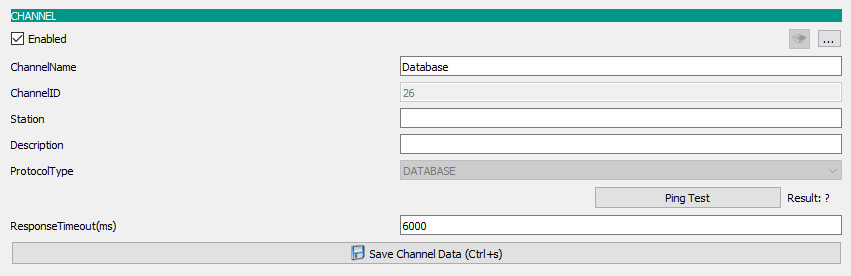 CHANNEL
Enabled
...
ChannelName Database
ChannelID 26
Station
Description
ProtocolType DATABASE
Ping Test Result: ?
ResponseTimeout(ms) 6000
Save Channel Data (Ctrl+s)